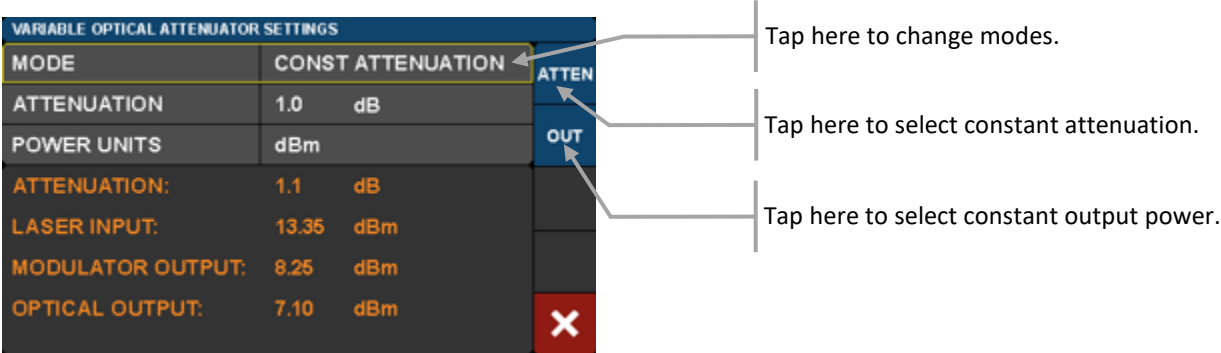 VARIABLE OPTICAL ATTENUATOR SETTINGS
MODE CONST ATTENUATION
ATTENUATION 1.0 dB
POWER UNITS dBm
ATTENUATION: 1.1 dB
LASER INPUT: 13.35 dBm
MODULATOR OUTPUT: 8.25 dBm
OPTICAL OUTPUT: 7.10 dBm
ATTEN
OUT
Tap here to change modes.
Tap here to select constant attenuation.
Tap here to select constant output power.